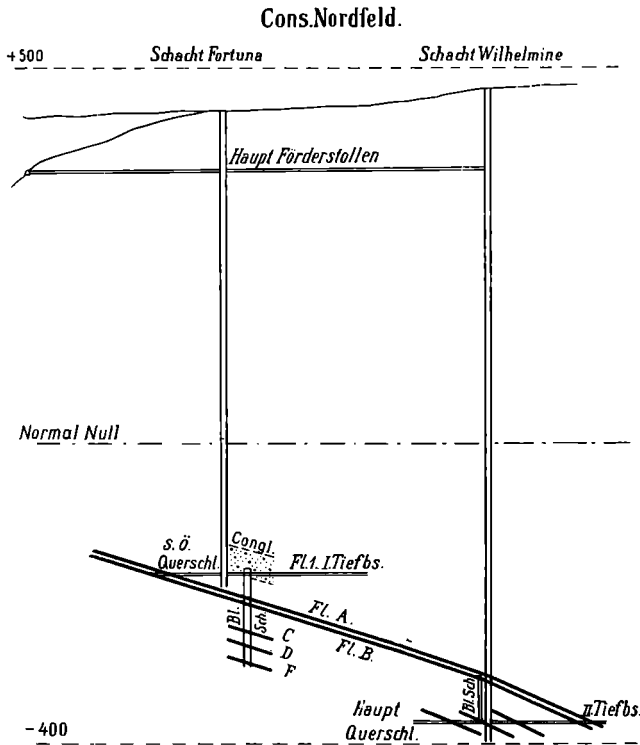 Cons.Nordfeld.
+500
Schacht Fortuna
Schacht Wilhelmine
Haupt Förderstollen
Normal Null
s.Ö.
Querschl.
Congl.
Fl.1. I.Tiefbs.
Bl.
Sch.
Fl. A.
Fl. B.
C
D
F
Bl.Sch.
Haupt
Querschl.
II.Tiefbs.
-400